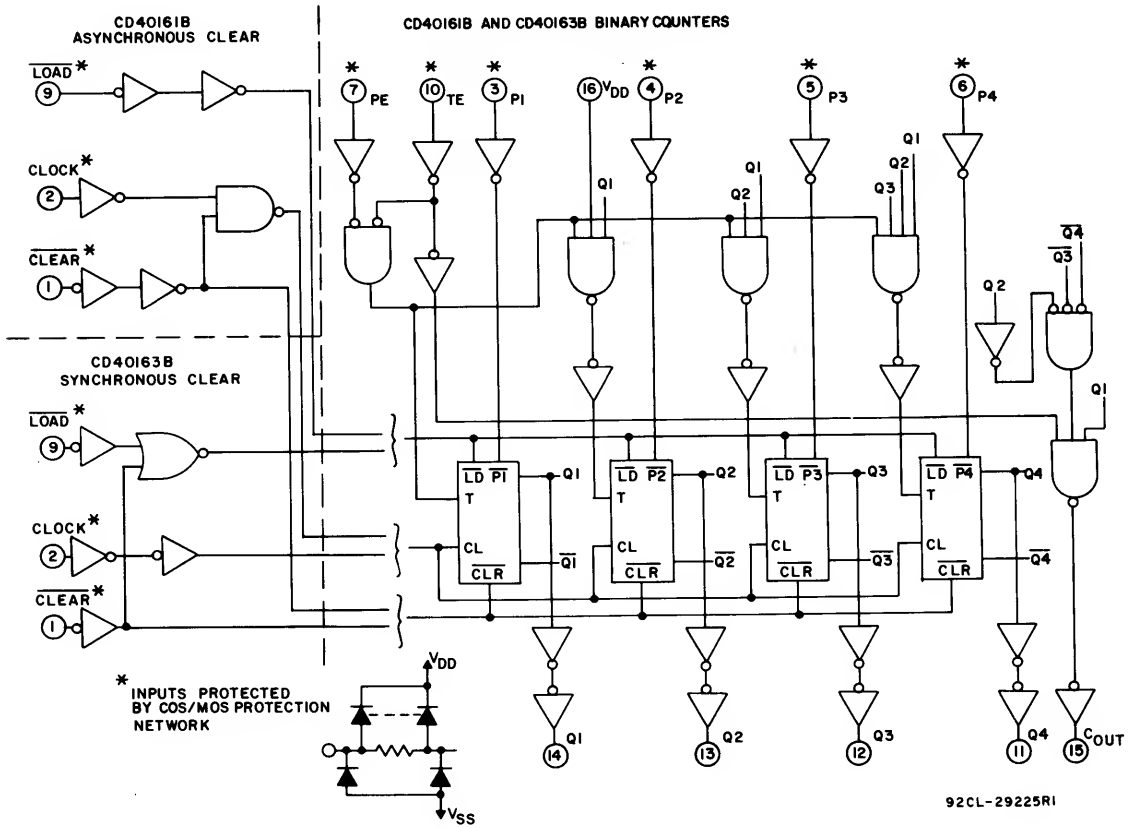 CD40161B
ASYNCHRONOUS CLEAR
CD40161B AND CD40163B BINARY COUNTERS
LOAD *
9
CLOCK *
2
CLEAR *
1
*
7 PE
*
10 TE
*
3 P1
16 VDD
*
4 P2
*
5 P3
*
6 P4
Q1
Q2 Q1
Q3 Q2 Q1
Q2 Q3 Q4
Q1
CD40163B
SYNCHRONOUS CLEAR
LOAD *
9
CLOCK *
2
CLEAR *
1
LD P1
T
CL
CLR
Q1
Q1
LD P2
T
CL
CLR
Q2
Q2
LD P3
T
CL
CLR
Q3
Q3
LD P4
T
CL
CLR
Q4
Q4
* INPUTS PROTECTED
BY COS/MOS PROTECTION
NETWORK
VDD
VSS
Q1
14
Q2
13
Q3
12
Q4
11
COUT
15
92CL-29225R1